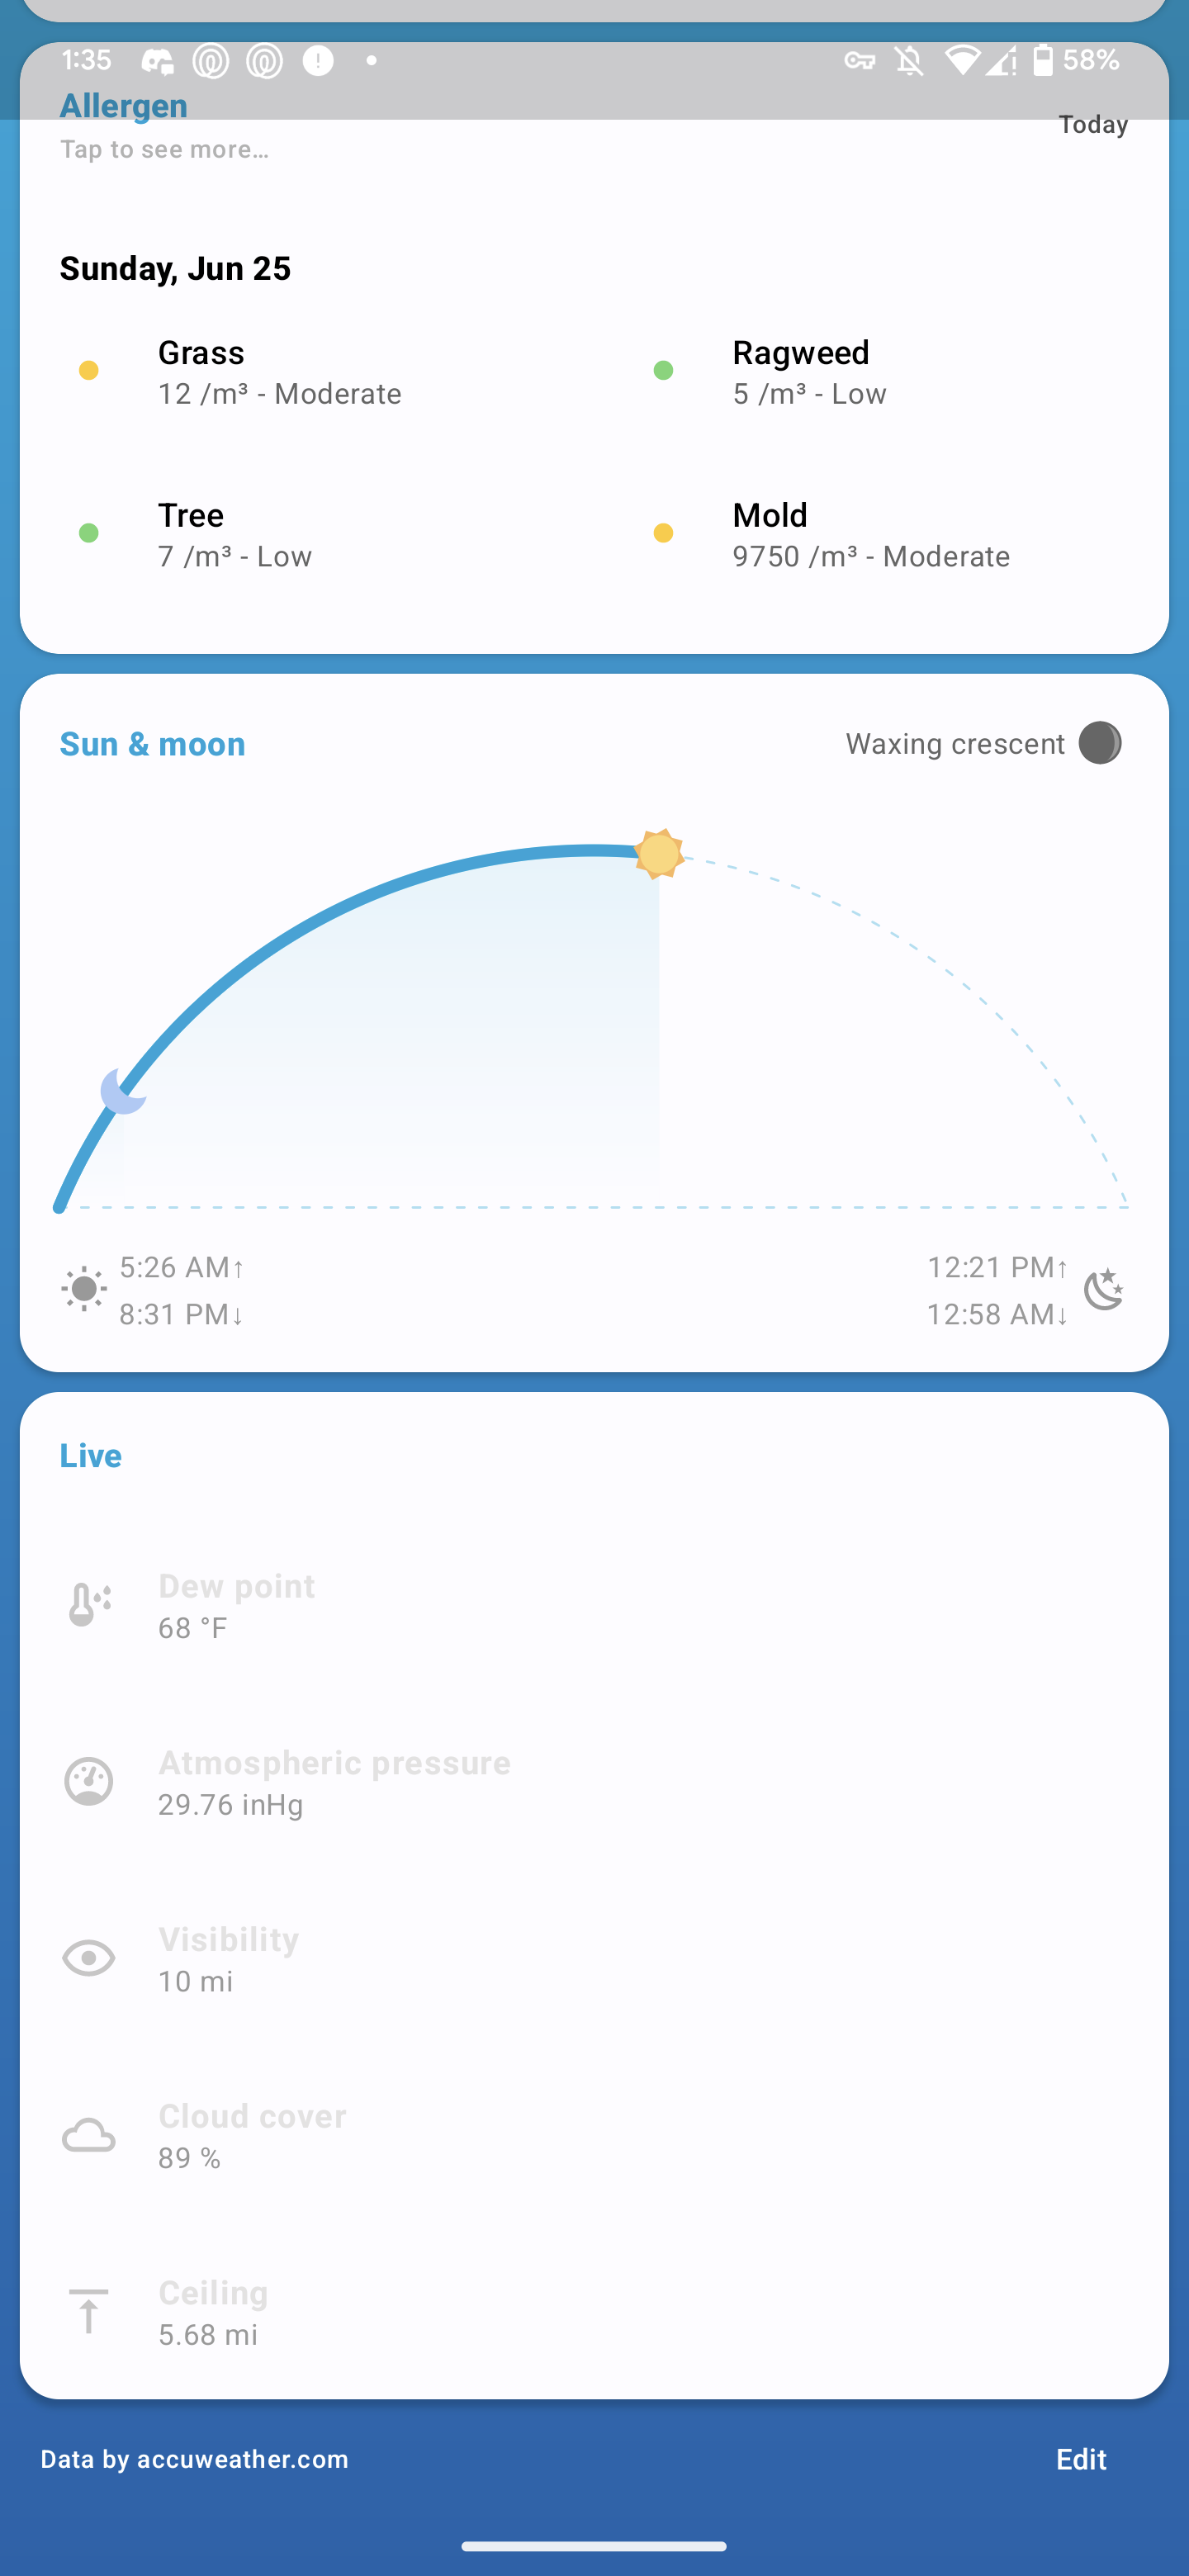 1:35
58%
Allergen
Today
Tap to see more...
Sunday, Jun 25
Grass
12 /m³ - Moderate
Ragweed
5 /m³ - Low
Tree
7 /m³ - Low
Mold
9750 /m³ - Moderate
Sun & moon
Waxing crescent
5:26 AM↑
8:31 PM↓
12:21 PM↑
12:58 AM↓
Live
Dew point
68 °F
Atmospheric pressure
29.76 inHg
Visibility
10 mi
Cloud cover
89 %
Ceiling
5.68 mi
Data by accuweather.com
Edit